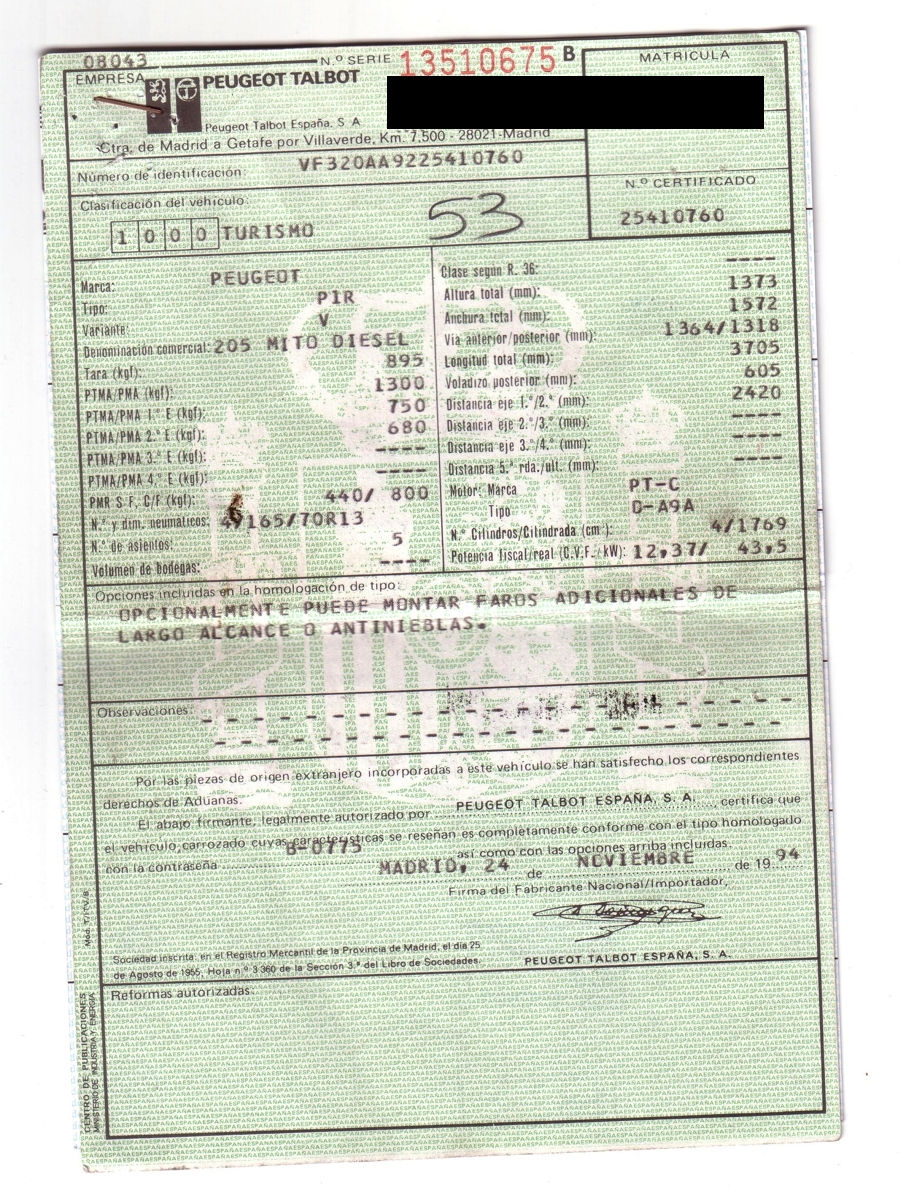 08043
N.º SERIE 13510675 B
MATRICULA
EMPRESA
PEUGEOT TALBOT
Peugeot Talbot España, S. A.
Ctra. de Madrid a Getafe por Villaverde, Km. 7.500 - 28021-Madrid
Número de identificación: VF320AA9225410760
N.º CERTIFICADO
25410760
Clasificación del vehículo:
53
1000 TURISMO
Marca: PEUGEOT
Tipo: P1R
Variante: V
Denominación comercial: 205 MITO DIESEL
Tara (kgf): 895
PTMA/PMA (kgf): 1300
PTMA/PMA 1.º E (kgf): 750
PTMA/PMA 2.º E (kgf): 680
PTMA/PMA 3.º E (kgf): ----
PTMA/PMA 4.º E (kgf): ----
PMR S.F. C/F (kgf): 440/ 800
N.º y dim. neumáticos: 4/165/70R13
N.º de asientos: 5
Volumen de bodegas: ----
Clase según R. 36: ----
Altura total (mm): 1373
Anchura total (mm): 1572
Vía anterior/posterior (mm): 1364/1318
Longitud total (mm): 3705
Voladizo posterior (mm): 605
Distancia eje 1.º/2.º (mm): 2420
Distancia eje 2.º/3.º (mm): ----
Distancia eje 3.º/4.º (mm): ----
Distancia 5.ª rda./ult. (mm): ----
Motor: Marca PT-C
Tipo D-A9A
N.º Cilindros/Cilindrada (cm ): 4/1769
Potencia fiscal/real (C.V.F./kW): 12,37/ 43,5
Opciones incluidas en la homologación de tipo:
OPCIONALMENTE PUEDE MONTAR FAROS ADICIONALES DE
LARGO ALCANCE O ANTINIEBLAS.
Observaciones:
Por las piezas de origen extranjero incorporadas a este vehículo se han satisfecho los correspondientes
derechos de Aduanas.
El abajo firmante, legalmente autorizado por PEUGEOT TALBOT ESPAÑA, S. A. certifica que
el vehículo, carrozado cuyas características se reseñan es completamente conforme con el tipo homologado
con la contraseña B-0775 así como con las opciones arriba incluidas.
MADRID, 24 de NOVIEMBRE de 19 94
Firma del Fabricante Nacional/Importador,
Sociedad inscrita: en el Registro Mercantil de la Provincia de Madrid, el día 25
de Agosto de 1955. Hoja n.º 3.360 de la Sección 3.ª del Libro de Sociedades.
PEUGEOT TALBOT ESPAÑA, S. A.
Reformas autorizadas:
CENTRO DE PUBLICACIONES
MINISTERIO DE INDUSTRIA Y ENERGIA